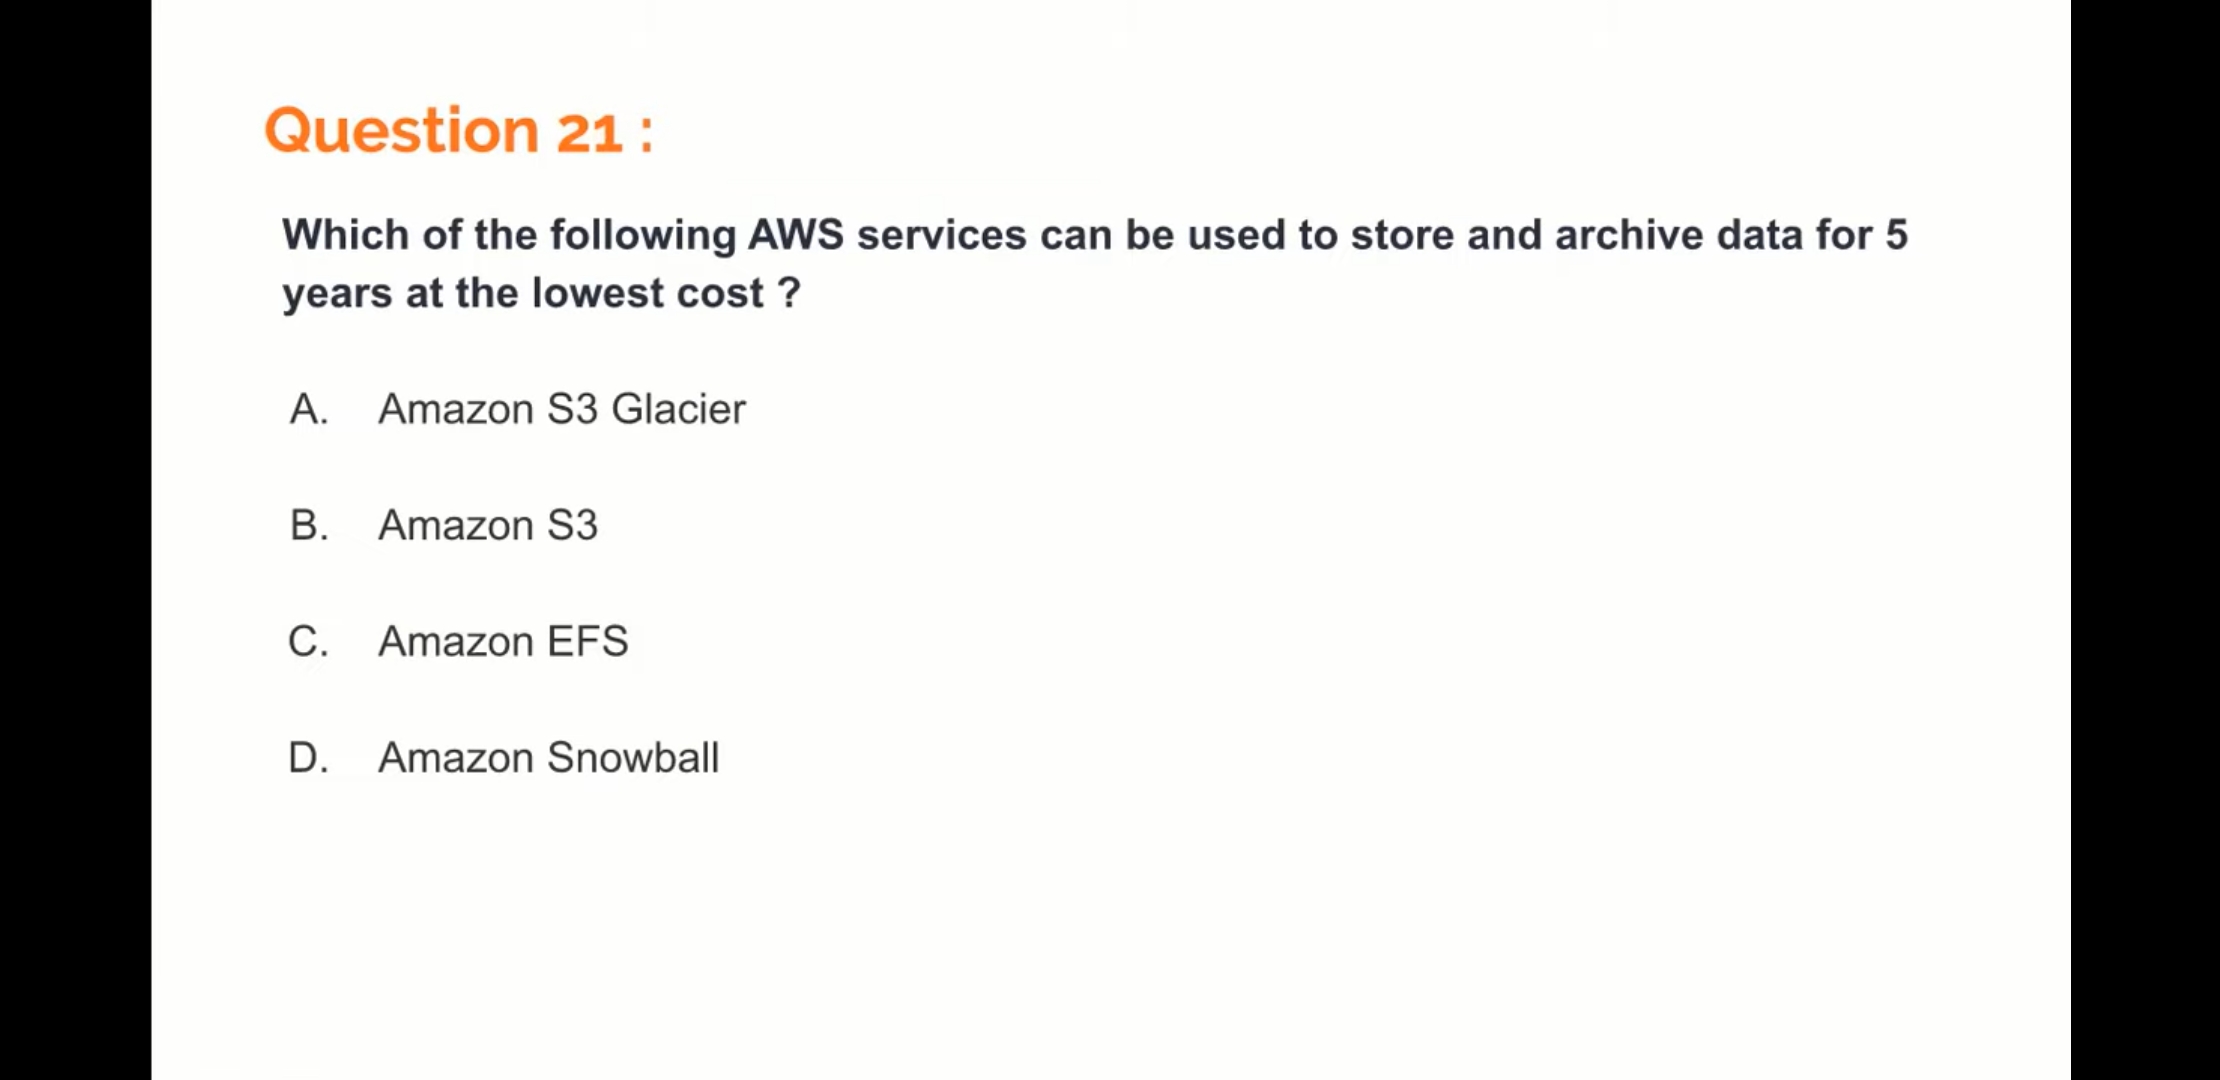 Question 21 :
Which of the following AWS services can be used to store and archive data for 5
years at the lowest cost ?
A. Amazon S3 Glacier
B. Amazon S3
C. Amazon EFS
D. Amazon Snowball